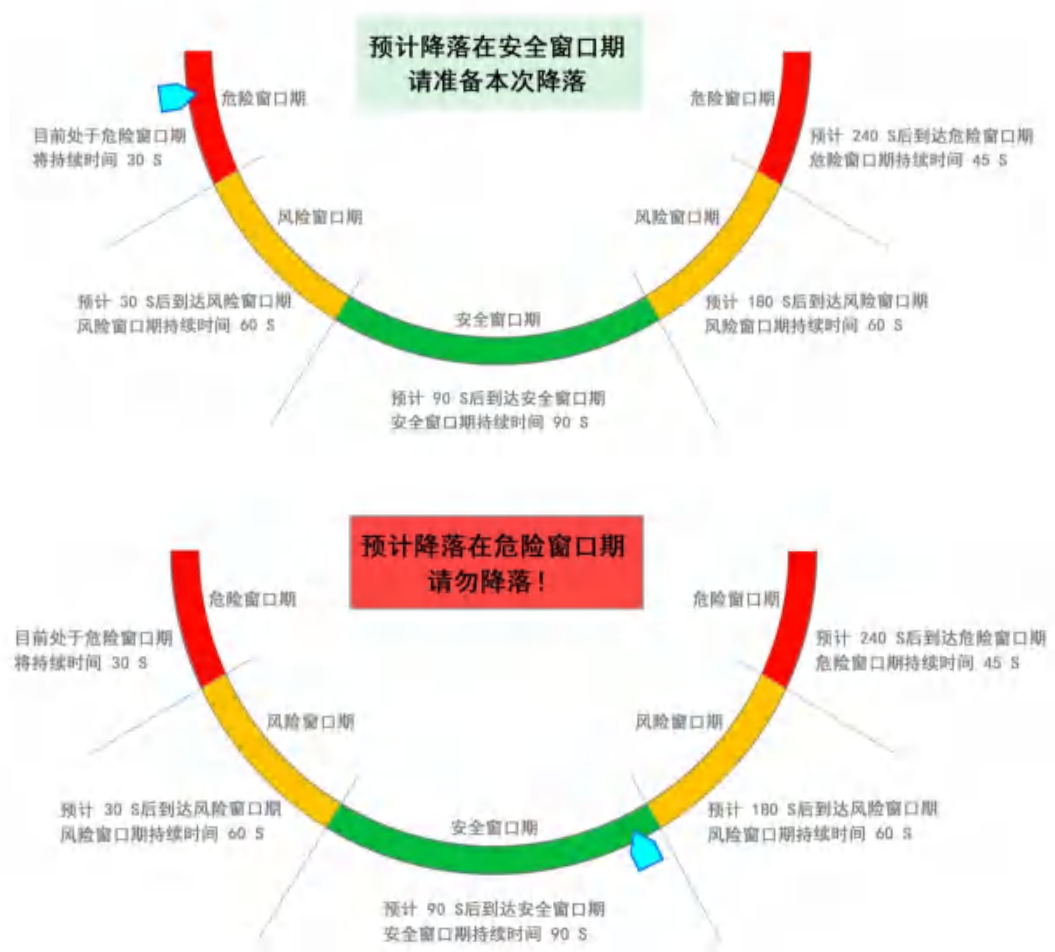 预计降落在安全窗口期
请准备本次降落
危险窗口期
危险窗口期
目前处于危险窗口期
将持续时间 30 S
预计 240 S后到达危险窗口期
危险窗口期持续时间 45 S
风险窗口期
风险窗口期
预计 30 S后到达风险窗口期
风险窗口期持续时间 60 S
安全窗口期
预计 180 S后到达风险窗口期
风险窗口期持续时间 60 S
预计 90 S后到达安全窗口期
安全窗口期持续时间 90 S
预计降落在危险窗口期
请勿降落！
危险窗口期
危险窗口期
目前处于危险窗口期
将持续时间 30 S
预计 240 S后到达危险窗口期
危险窗口期持续时间 45 S
风险窗口期
风险窗口期
预计 30 S后到达风险窗口期
风险窗口期持续时间 60 S
安全窗口期
预计 180 S后到达风险窗口期
风险窗口期持续时间 60 S
预计 90 S后到达安全窗口期
安全窗口期持续时间 90 S